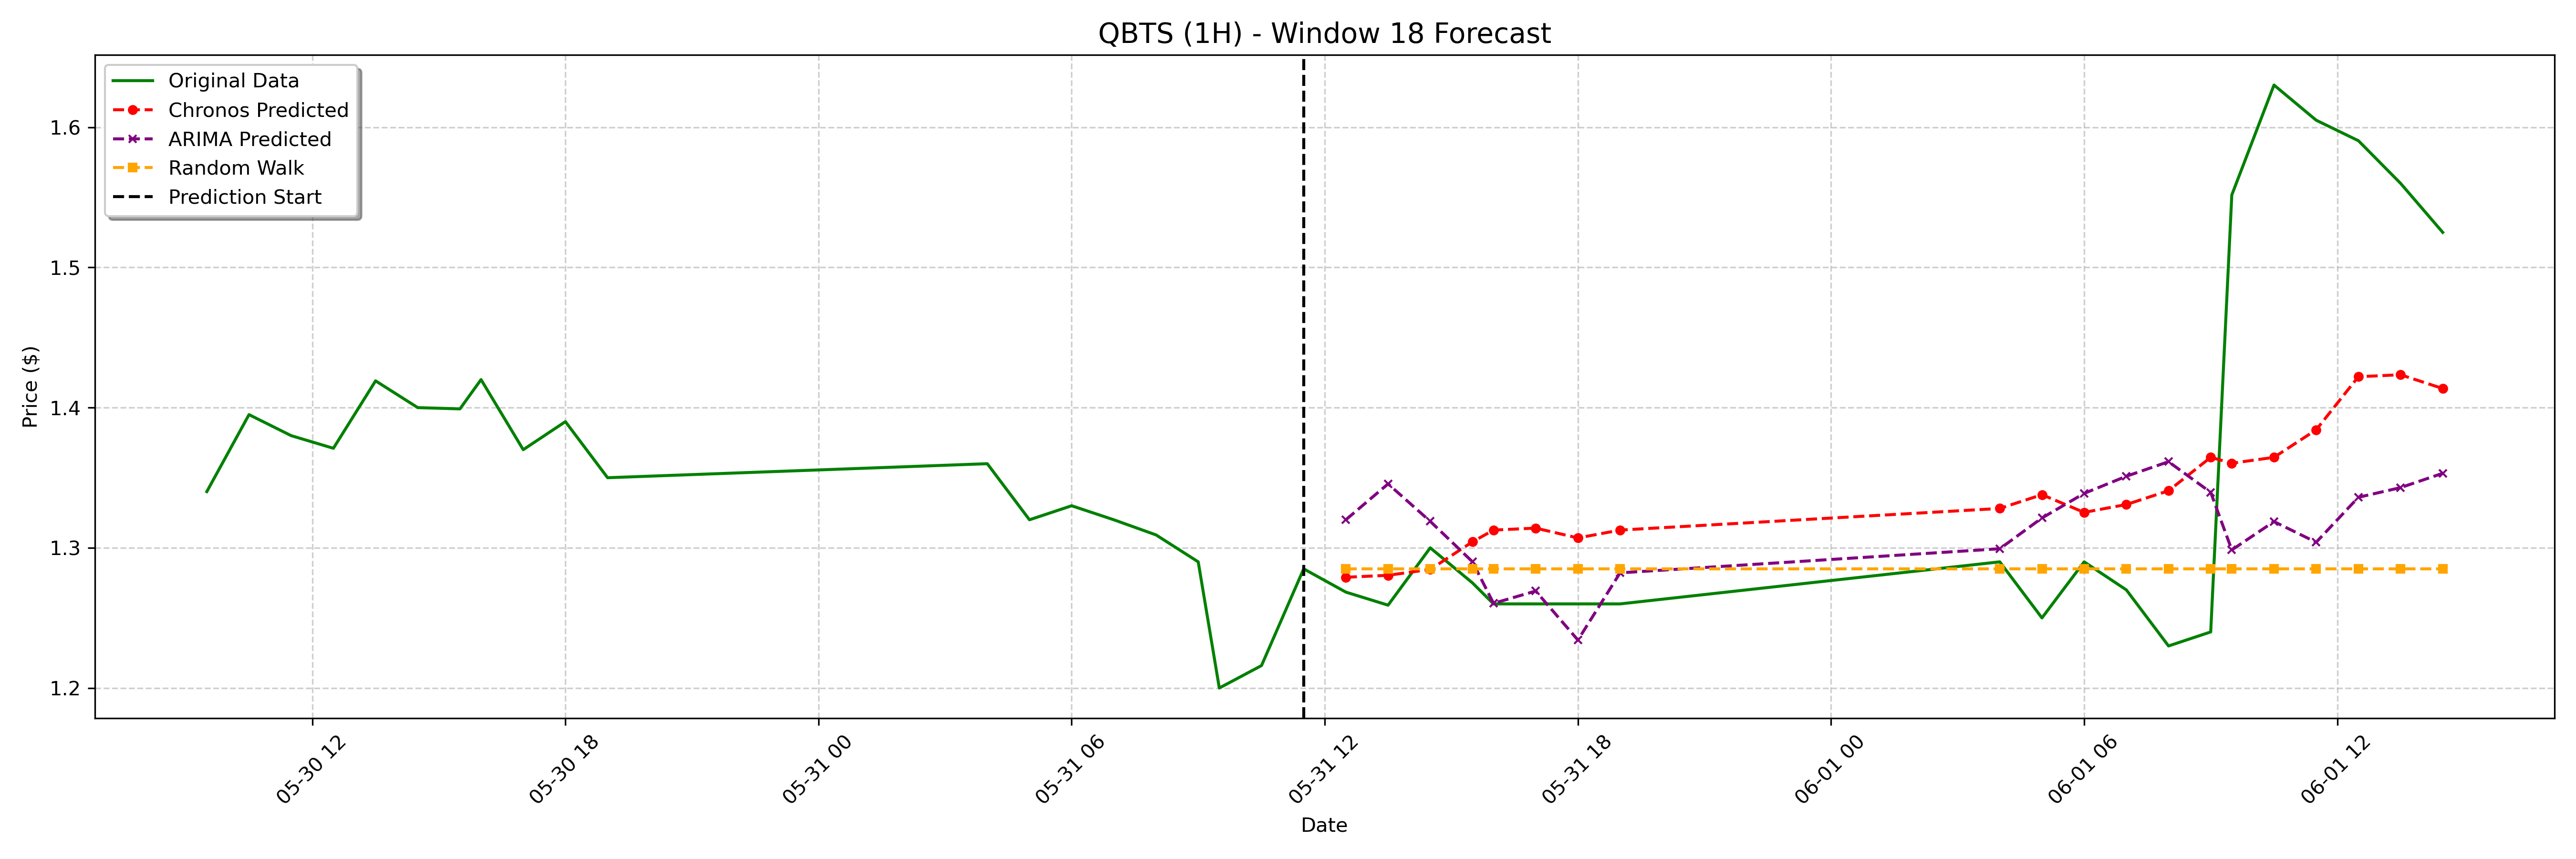 QBTS (1H) - Window 18 Forecast
Original Data
Chronos Predicted
ARIMA Predicted
Random Walk
Prediction Start
Price ($)
1.6
1.5
1.4
1.3
1.2
05-30 12
05-30 18
05-31 00
05-31 06
05-31 12
05-31 18
06-01 00
06-01 06
06-01 12
Date